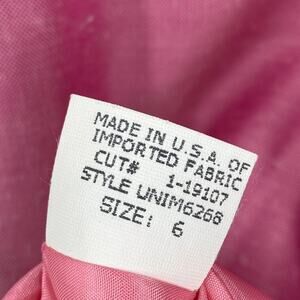 MADE IN U.S.A. OF
IMPORTED FABRIC
CUT# 1-19107
STYLE UNIM6268
SIZE: 6